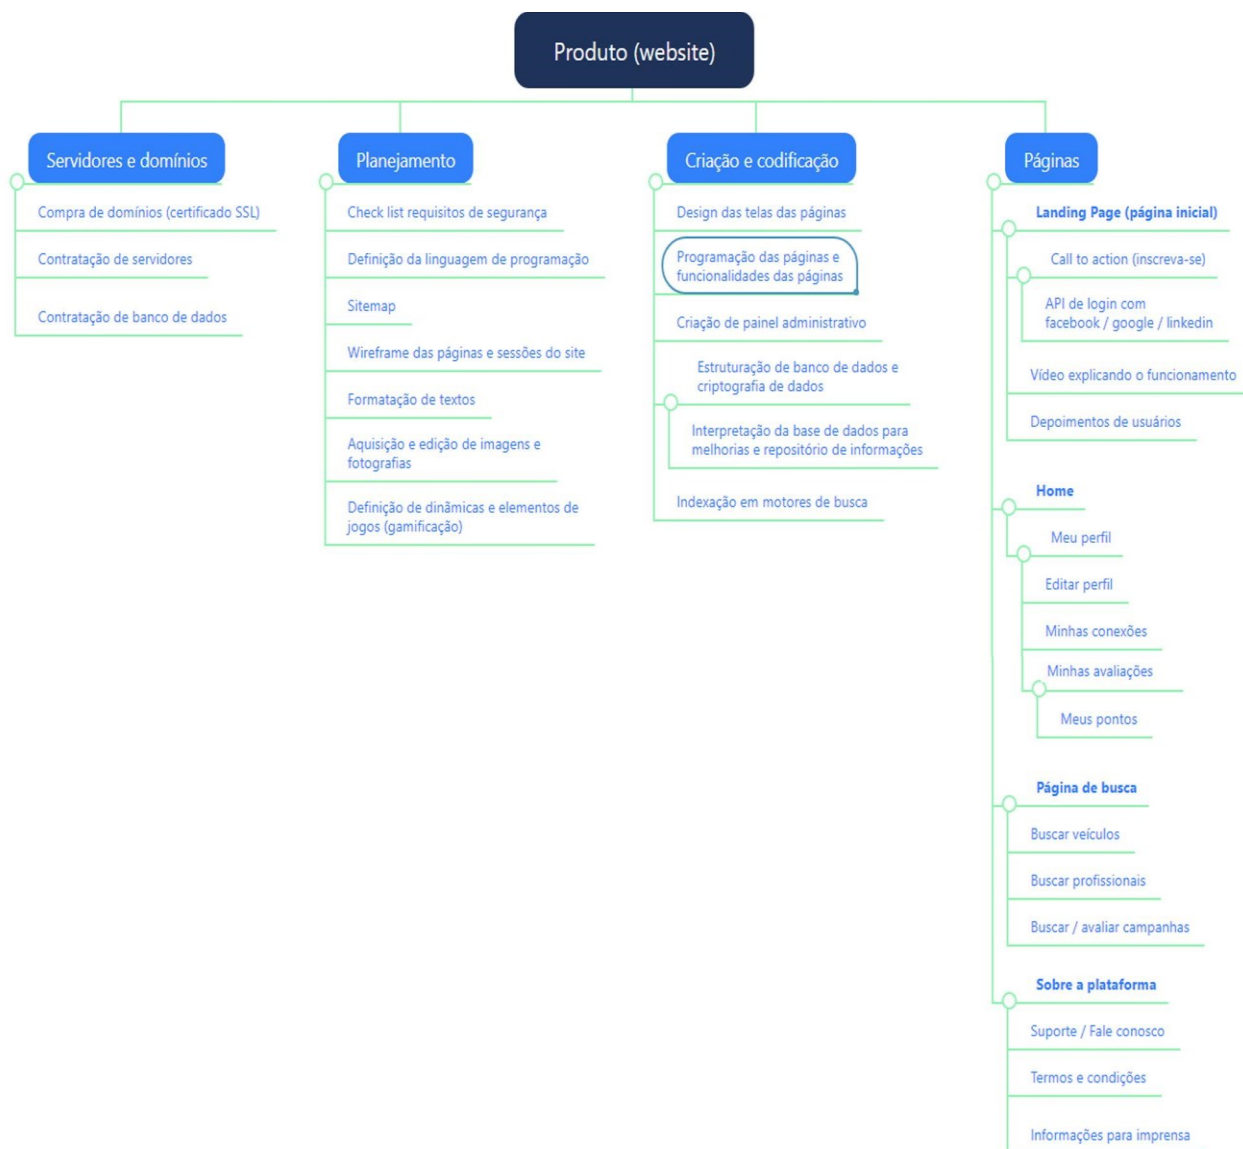 Produto (website)
Servidores e domínios
Compra de domínios (certificado SSL)
Contratação de servidores
Contratação de banco de dados
Planejamento
Check list requisitos de segurança
Definição da linguagem de programação
Sitemap
Wireframe das páginas e sessões do site
Formatação de textos
Aquisição e edição de imagens e
fotografias
Definição de dinâmicas e elementos de
jogos (gamificação)
Criação e codificação
Design das telas das páginas
Programação das páginas e
funcionalidades das páginas
Criação de painel administrativo
Estruturação de banco de dados e
criptografia de dados
Interpretação da base de dados para
melhorias e repositório de informações
Indexação em motores de busca
Páginas
Landing Page (página inicial)
Call to action (inscreva-se)
API de login com
facebook / google / linkedin
Vídeo explicando o funcionamento
Depoimentos de usuários
Home
Meu perfil
Editar perfil
Minhas conexões
Minhas avaliações
Meus pontos
Página de busca
Buscar veículos
Buscar profissionais
Buscar / avaliar campanhas
Sobre a plataforma
Suporte / Fale conosco
Termos e condições
Informações para imprensa